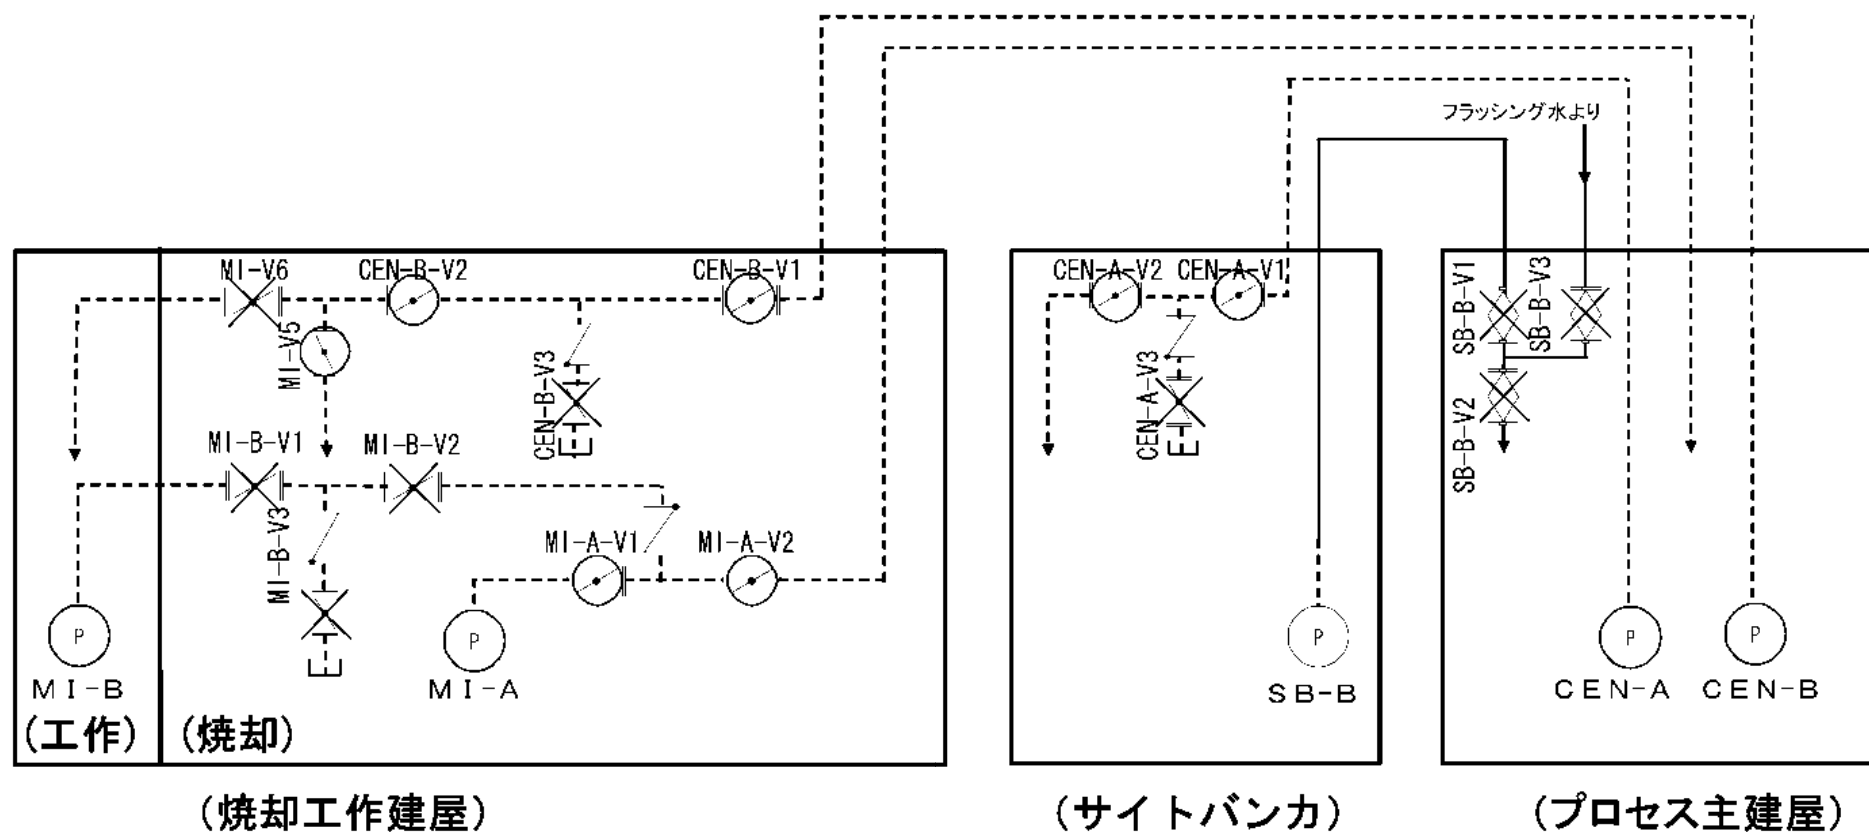 フラッシング水より
MI-V6
CEN-B-V2
CEN-B-V1
CEN-A-V2
CEN-A-V1
SB-B-V1
SB-B-V3
MI-V5
CEN-B-V3
CEN-A-V3
SB-B-V2
MI-B-V1
MI-B-V2
MI-B-V3
MI-A-V1
MI-A-V2
P
P
P
P
P
MI-B
MI-A
SB-B
CEN-A
CEN-B
(工作)
(焼却)
(焼却工作建屋)
(サイトバンカ)
(プロセス主建屋)